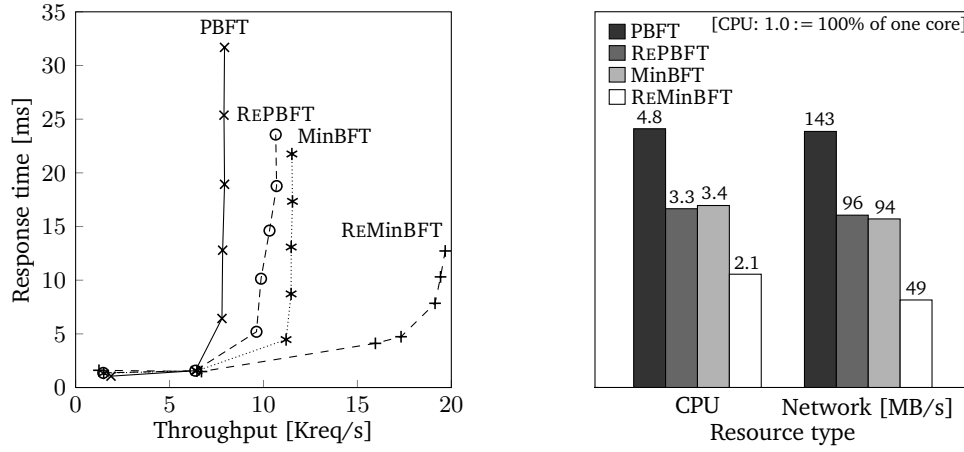 35
30
25
20
15
10
5
0
Response time [ms]
PBFT
REPBFT
MinBFT
REMinBFT
0 5 10 15 20
Throughput [Kreq/s]
[CPU: 1.0 := 100% of one core]
PBFT
REPBFT
MinBFT
REMinBFT
4.8
3.3
3.4
2.1
143
96
94
49
CPU
Network [MB/s]
Resource type